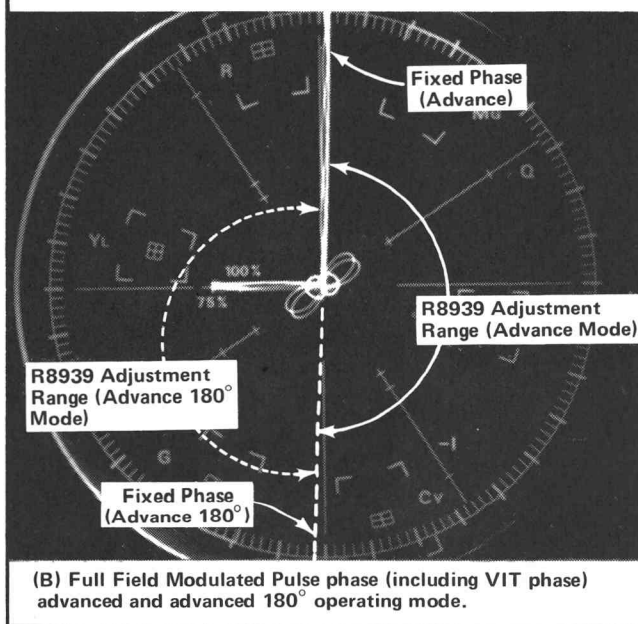 R
Fixed Phase
(Advance)
MG
Q
YL
100%
75%
R8939 Adjustment
Range (Advance Mode)
R8939 Adjustment
Range (Advance 180°
Mode)
G
-I
Cy
Fixed Phase
(Advance 180°)
(B) Full Field Modulated Pulse phase (including VIT phase)
advanced and advanced 180° operating mode.